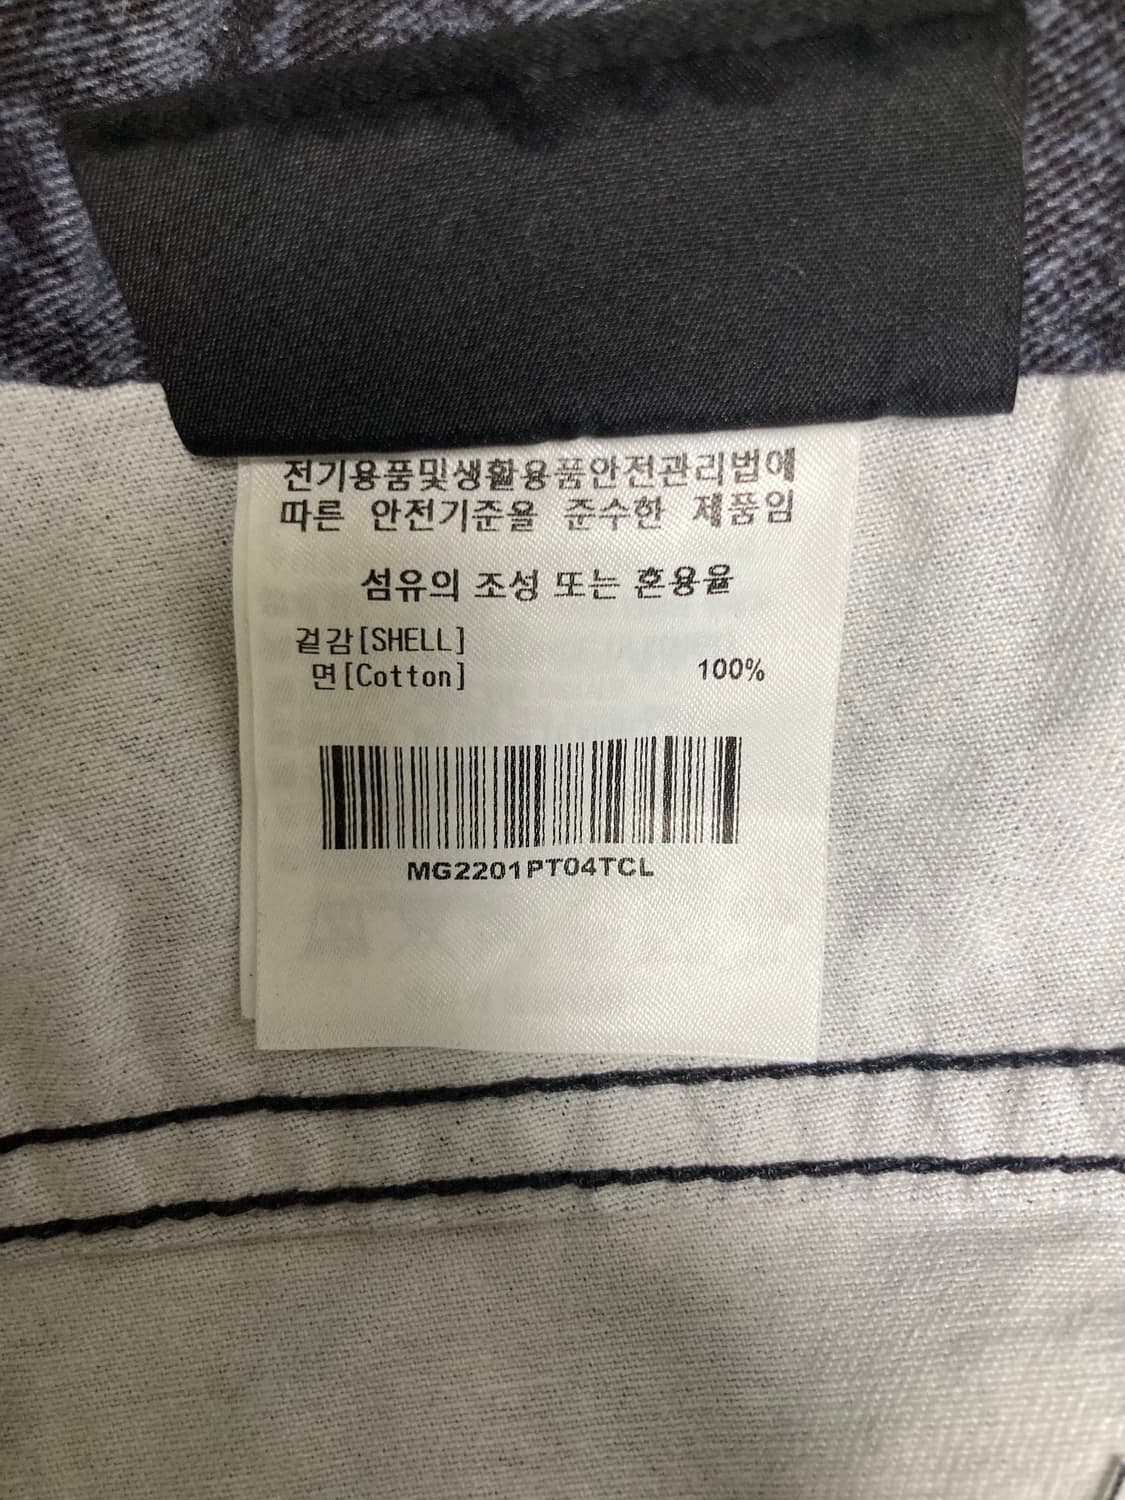 전기용품및생활용품안전관리법에
따른 안전기준을 준수한 제품임
섬유의 조성 또는 혼용율
겉감[SHELL]
면[Cotton] 100%
MG2201PT04TCL